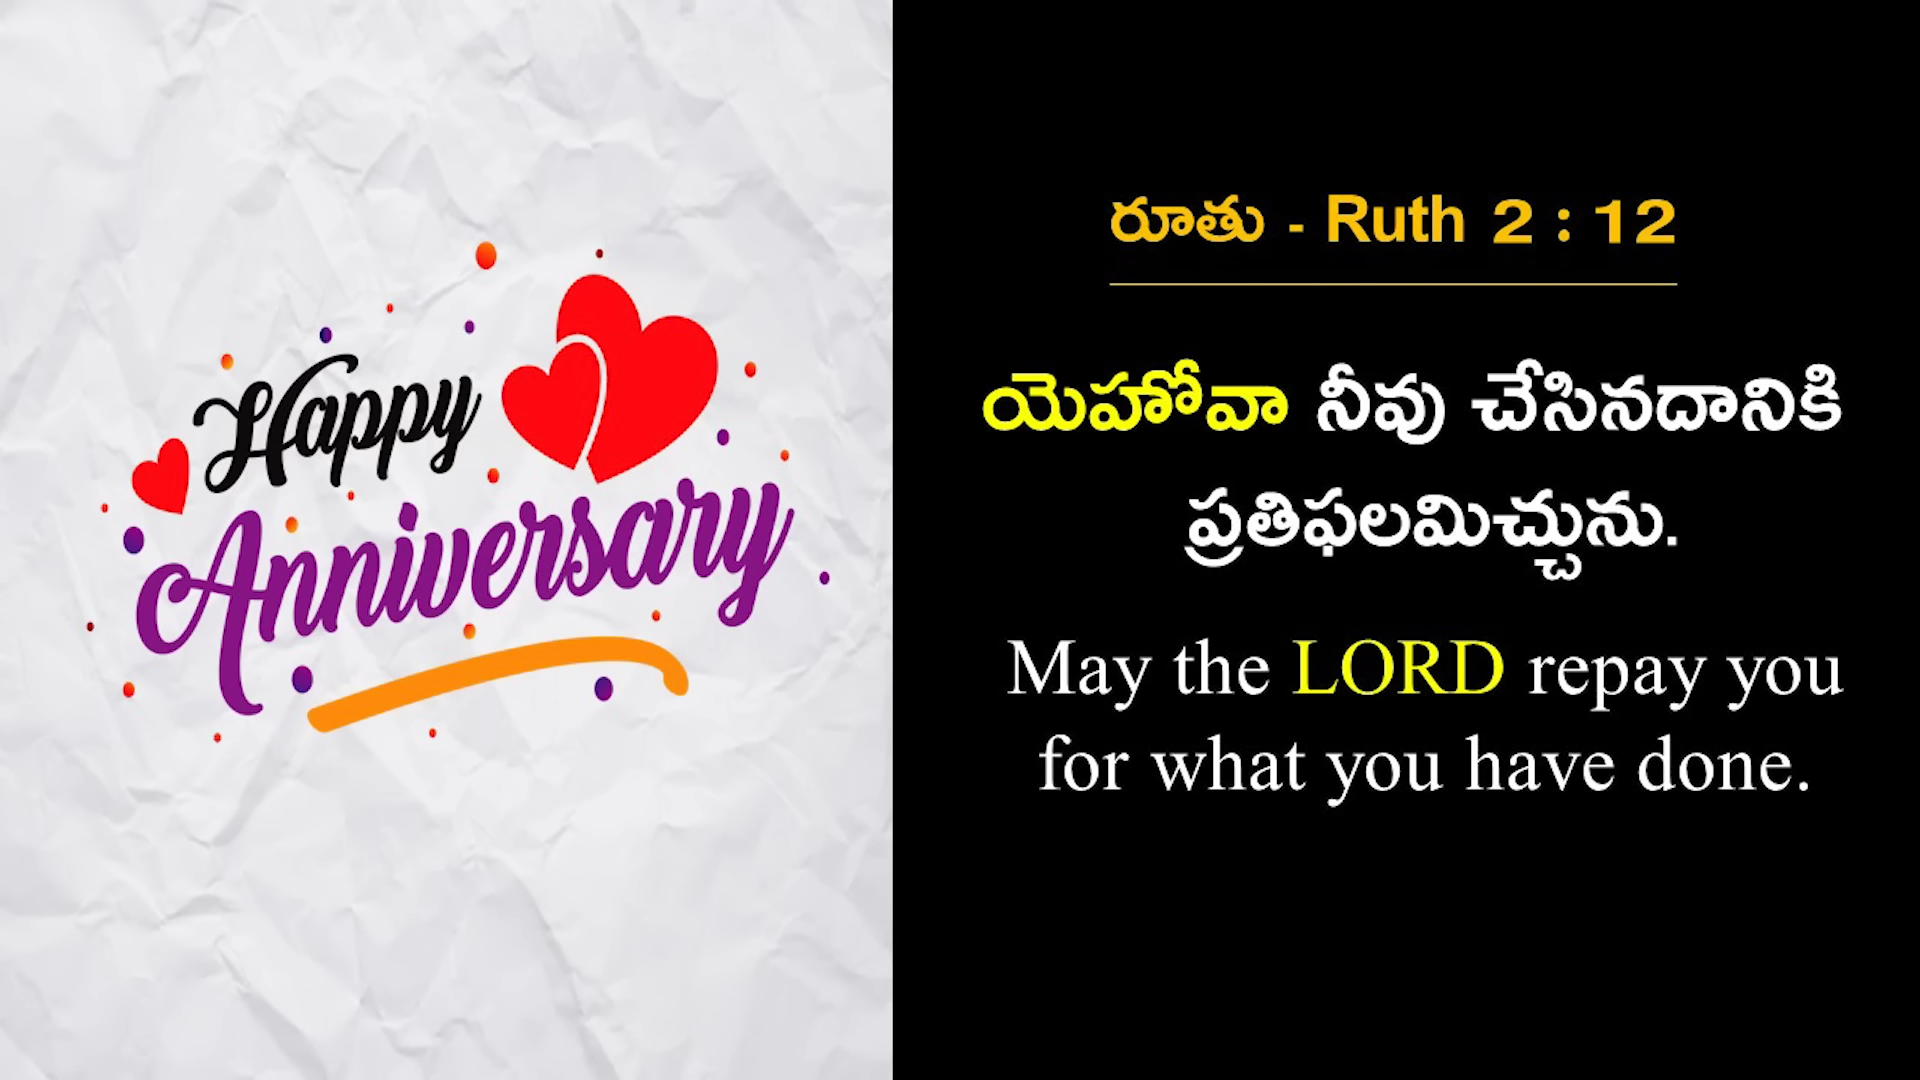 Happy
Anniversary
రూతు - Ruth 2 : 12
యెహోవా నీవు చేసినదానికి
ప్రతిఫలమిచ్చును.
May the LORD repay you
for what you have done.